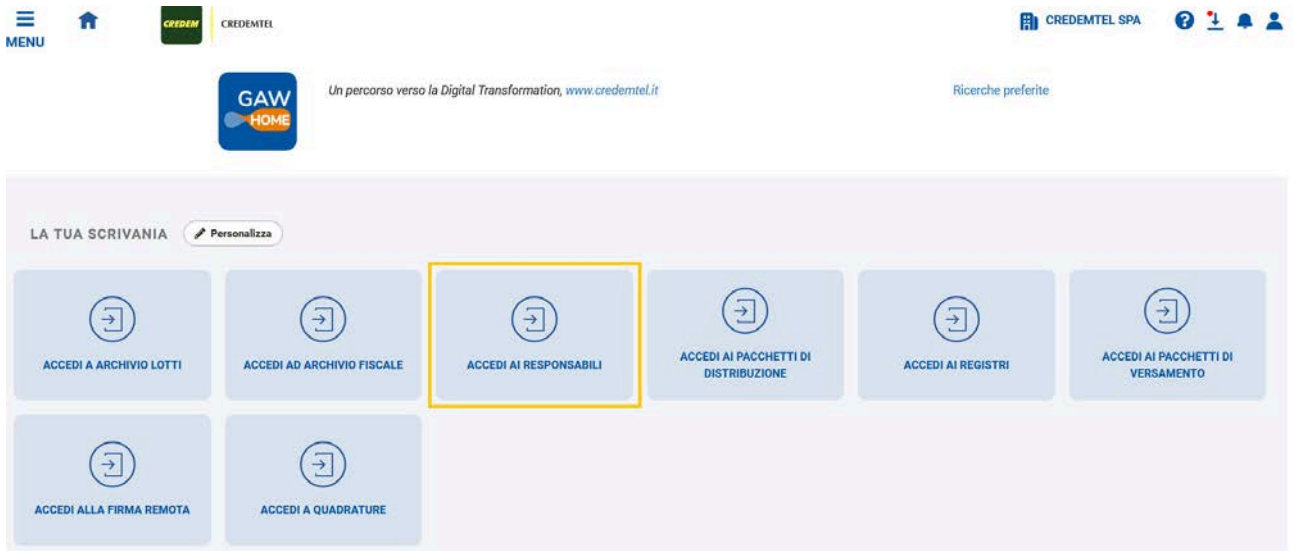 MENU
CREDEM
CREDEMTEL
CREDEMTEL SPA
GAW
HOME
Un percorso verso la Digital Transformation, www.credemtel.it
Ricerche preferite
LA TUA SCRIVANIA
Personalizza
ACCEDI A ARCHIVIO LOTTI
ACCEDI AD ARCHIVIO FISCALE
ACCEDI AI RESPONSABILI
ACCEDI AI PACCHETTI DI
DISTRIBUZIONE
ACCEDI AI REGISTRI
ACCEDI AI PACCHETTI DI
VERSAMENTO
ACCEDI ALLA FIRMA REMOTA
ACCEDI A QUADRATURE